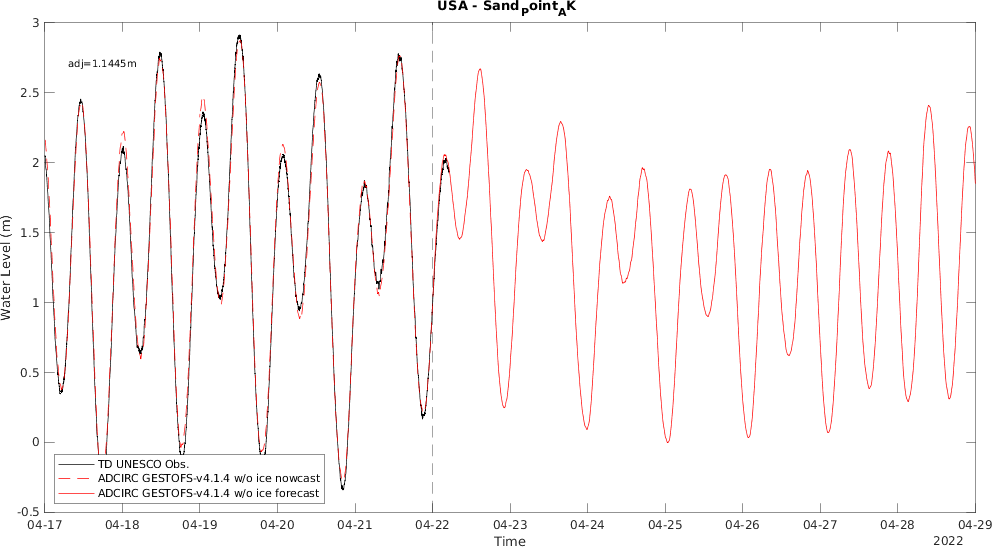 USA - Sand_Point_AK
3
adj=1.1445m
2.5
2
1.5
1
0.5
0
-0.5
Water Level (m)
TD UNESCO Obs.
ADCIRC GESTOFS-v4.1.4 w/o ice nowcast
ADCIRC GESTOFS-v4.1.4 w/o ice forecast
04-17 04-18 04-19 04-20 04-21 04-22 04-23 04-24 04-25 04-26 04-27 04-28 04-29
Time
2022